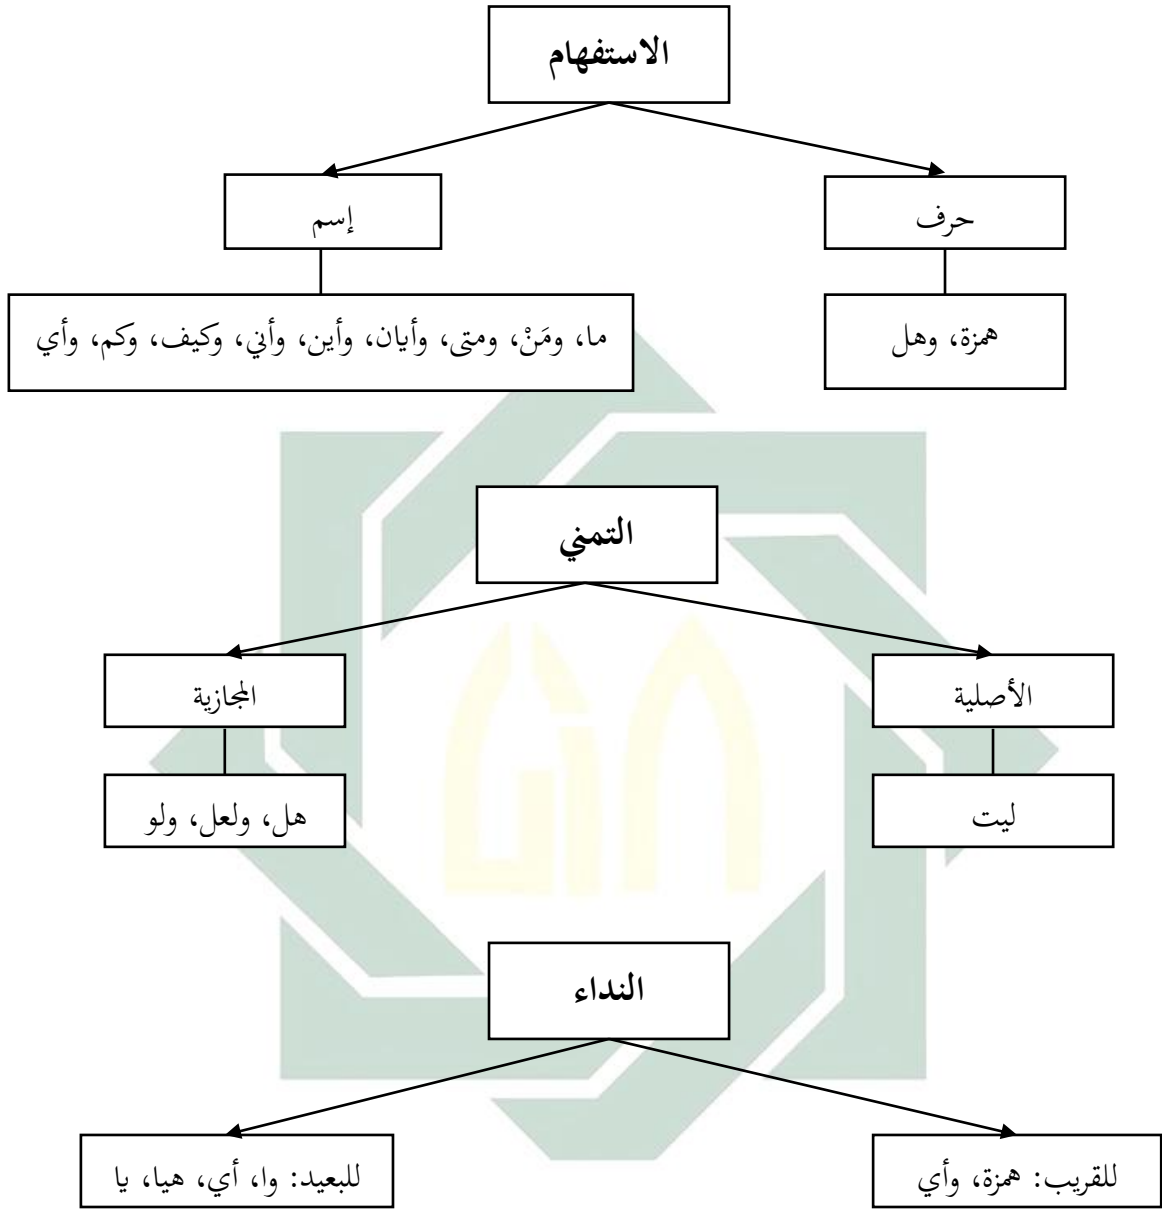 الاستفهام
حرف
إسم
همزة، وهل
ما، ومَنْ، ومتى، وأيان، وأين، وأني، وكيف، وكم، وأي
التمني
الأصلية
المجازية
ليت
هل، ولعل، ولو
النداء
للقريب: همزة، وأي
للبعيد: وا، أي، هيا، يا